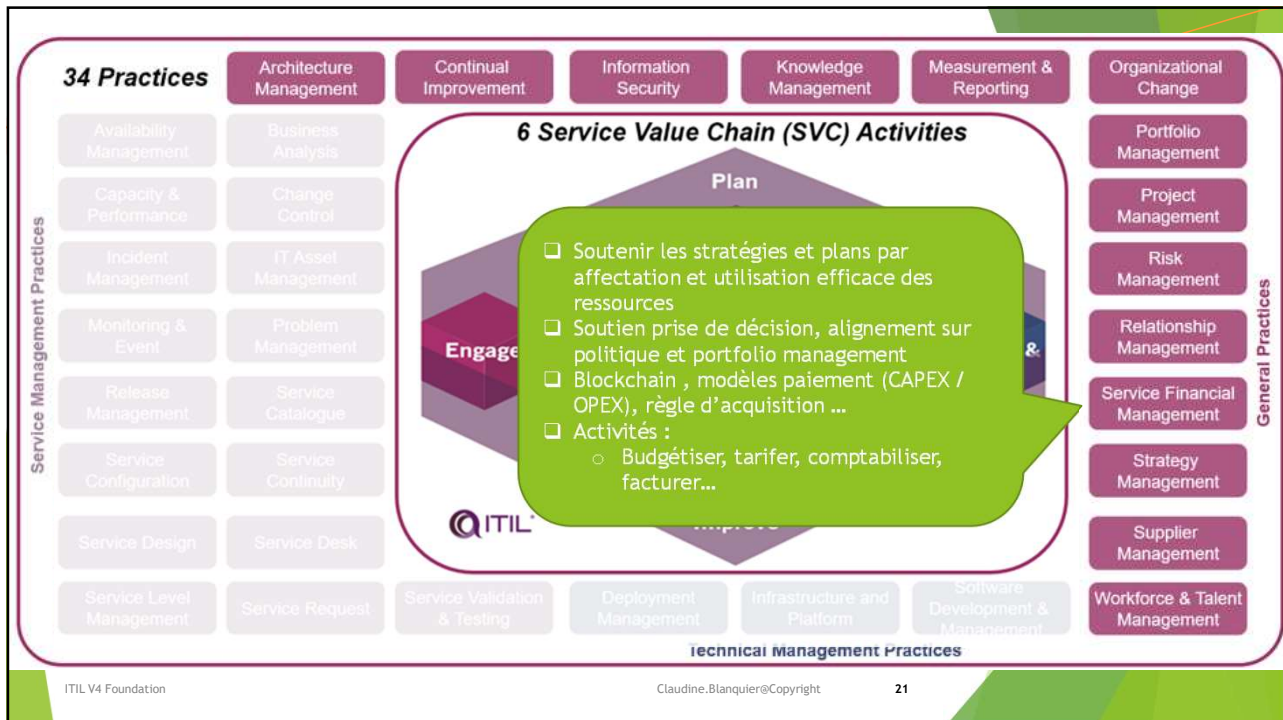 34 Practices
Architecture
Management
Continual
Improvement
Information
Security
Knowledge
Management
Measurement &
Reporting
Organizational
Change
Availability
Management
Business
Analysis
6 Service Value Chain (SVC) Activities
Portfolio
Management
Plan
Capacity &
Performance
Change
Control
Project
Management
Service Management Practices
Incident
Management
IT Asset
Management
❑ Soutenir les stratégies et plans par
affectation et utilisation efficace des
ressources
❑ Soutien prise de décision, alignement sur
politique et portfolio management
❑ Blockchain , modèles paiement (CAPEX /
OPEX), règle d’acquisition …
❑ Activités :
○ Budgétiser, tarifer, comptabiliser,
facturer…
Risk
Management
General Practices
Monitoring &
Event
Problem
Management
Engage
&
Relationship
Management
Release
Management
Service
Catalogue
Service Financial
Management
Service
Configuration
Service
Continuity
Strategy
Management
Service Design
Service Desk
ITIL®
Improve
Supplier
Management
Service Level
Management
Service Request
Service Validation
& Testing
Deployment
Management
Infrastructure and
Platform
Software
Development &
Management
Workforce & Talent
Management
Technical Management Practices
ITIL V4 Foundation
Claudine.Blanquier@Copyright
21